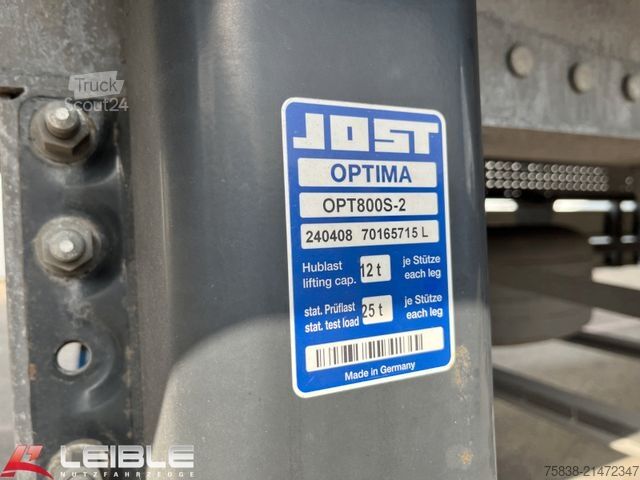 Truck
Scout24
JOST
OPTIMA
OPT800S-2
240408 70165715 L
Hublast 12 t je Stütze
lifting cap. each leg
stat. Prüflast 25 t je Stütze
stat. test load each leg
Made in Germany
LEIBLE
NUTZFAHRZEUGE
75838-21472347